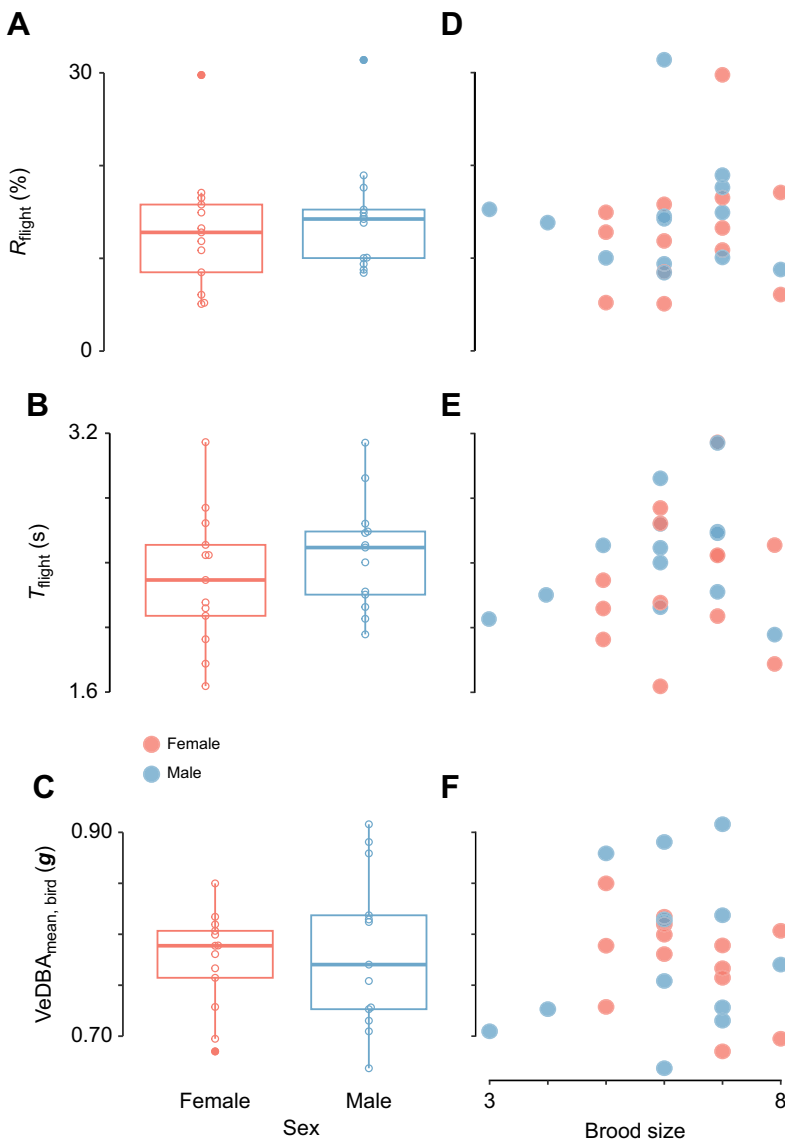 A
D
30
R_flight (%)
0
B
E
3.2
T_flight (s)
1.6
Female
Male
C
F
0.90
VeDBA_mean, bird (g)
0.70
Female Male
Sex
3 8
Brood size